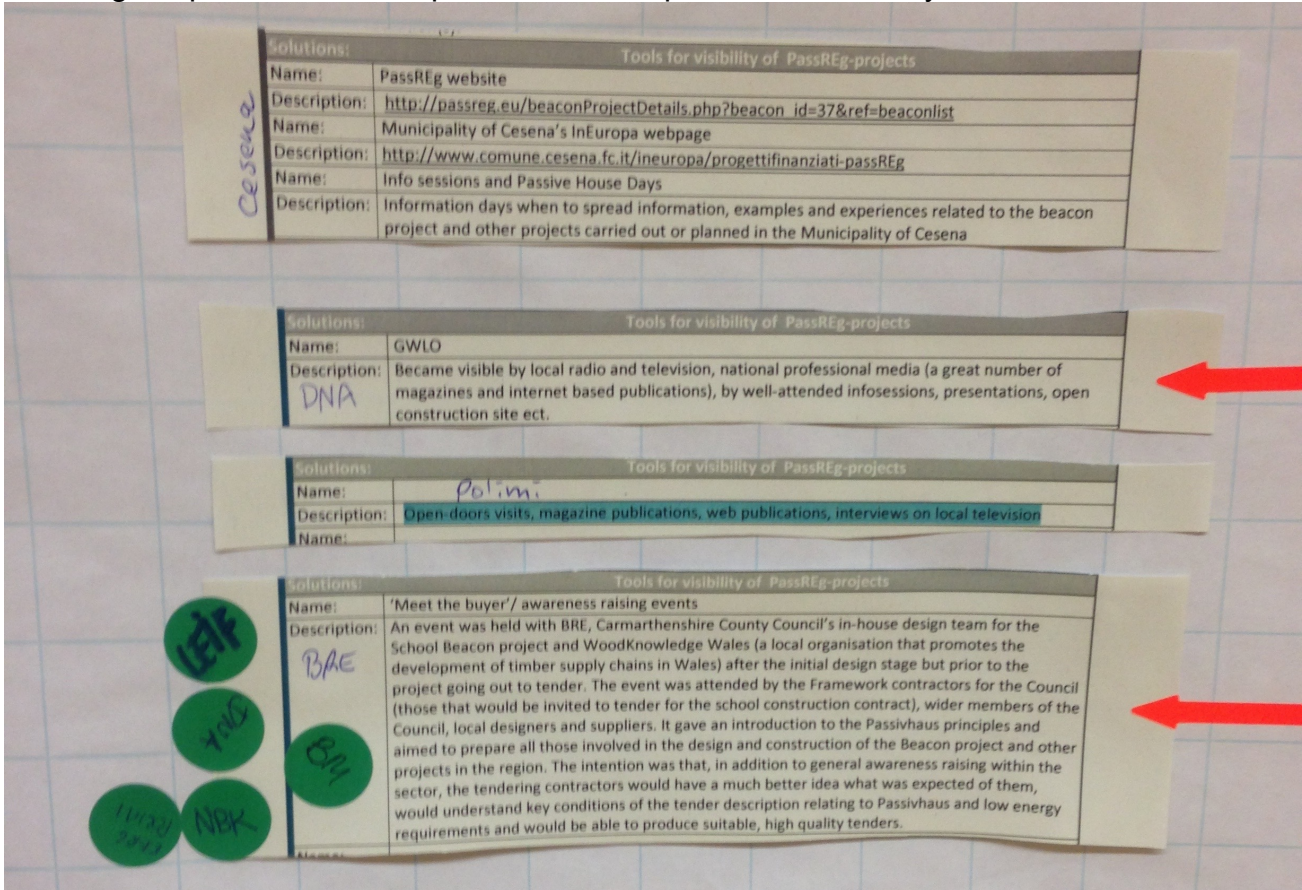 Cesena
Solutions: Tools for visibility of PassREg-projects
Name: PassREg website
Description: http://passreg.eu/beaconProjectDetails.php?beacon_id=37&ref=beaconlist
Name: Municipality of Cesena's InEuropa webpage
Description: http://www.comune.cesena.fc.it/ineuropa/progettifinanziati-passREg
Name: Info sessions and Passive House Days
Description: Information days when to spread information, examples and experiences related to the beacon
project and other projects carried out or planned in the Municipality of Cesena
Solutions: Tools for visibility of PassREg-projects
Name: GWLO
Description: Became visible by local radio and television, national professional media (a great number of
DNA magazines and internet based publications), by well-attended infosessions, presentations, open
construction site ect.
Solutions: Tools for visibility of PassREg-projects
Name: Polimi
Description: Open-doors visits, magazine publications, web publications, interviews on local television
Name:
Solutions: Tools for visibility of PassREg-projects
Name: 'Meet the buyer'/ awareness raising events
Description: An event was held with BRE, Carmarthenshire County Council's in-house design team for the
School Beacon project and WoodKnowledge Wales (a local organisation that promotes the
BRE development of timber supply chains in Wales) after the initial design stage but prior to the
project going out to tender. The event was attended by the Framework contractors for the Council
(those that would be invited to tender for the school construction contract), wider members of the
Council, local designers and suppliers. It gave an introduction to the Passivhaus principles and
aimed to prepare all those involved in the design and construction of the Beacon project and other
projects in the region. The intention was that, in addition to general awareness raising within the
sector, the tendering contractors would have a much better idea what was expected of them,
would understand key conditions of the tender description relating to Passivhaus and low energy
requirements and would be able to produce suitable, high quality tenders.
LEIF
DNA
BM
NBK